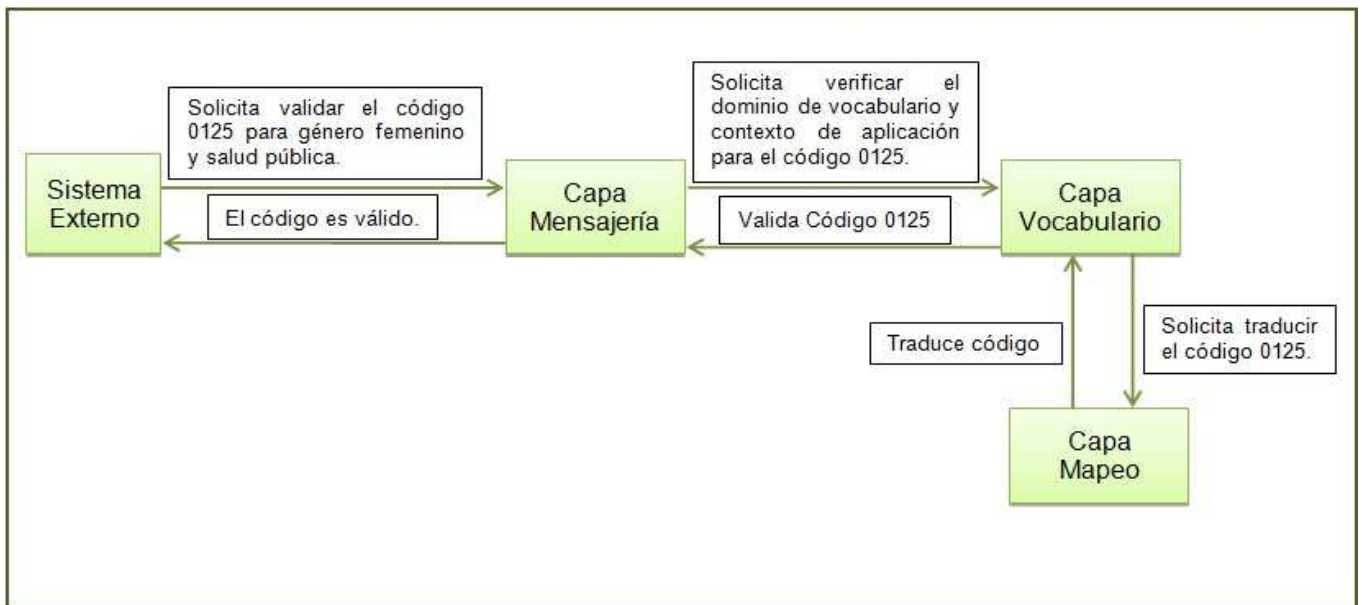 Solicita validar el código
0125 para género femenino
y salud pública.
Solicita verificar el
dominio de vocabulario y
contexto de aplicación
para el código 0125.
Sistema
Externo
El código es válido.
Capa
Mensajería
Valida Código 0125
Capa
Vocabulario
Traduce código
Solicita traducir
el código 0125.
Capa
Mapeo